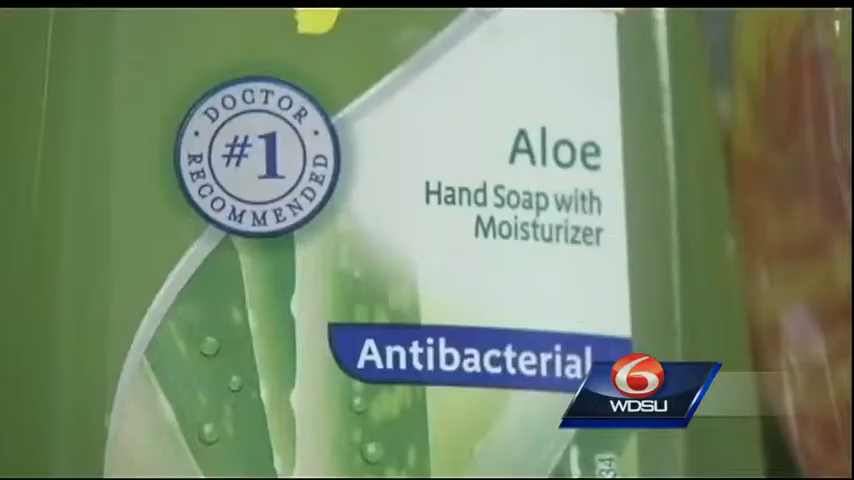 DOCTOR
#1
RECOMMENDED
Aloe
Hand Soap with
Moisturizer
Antibacterial
6
WDSU